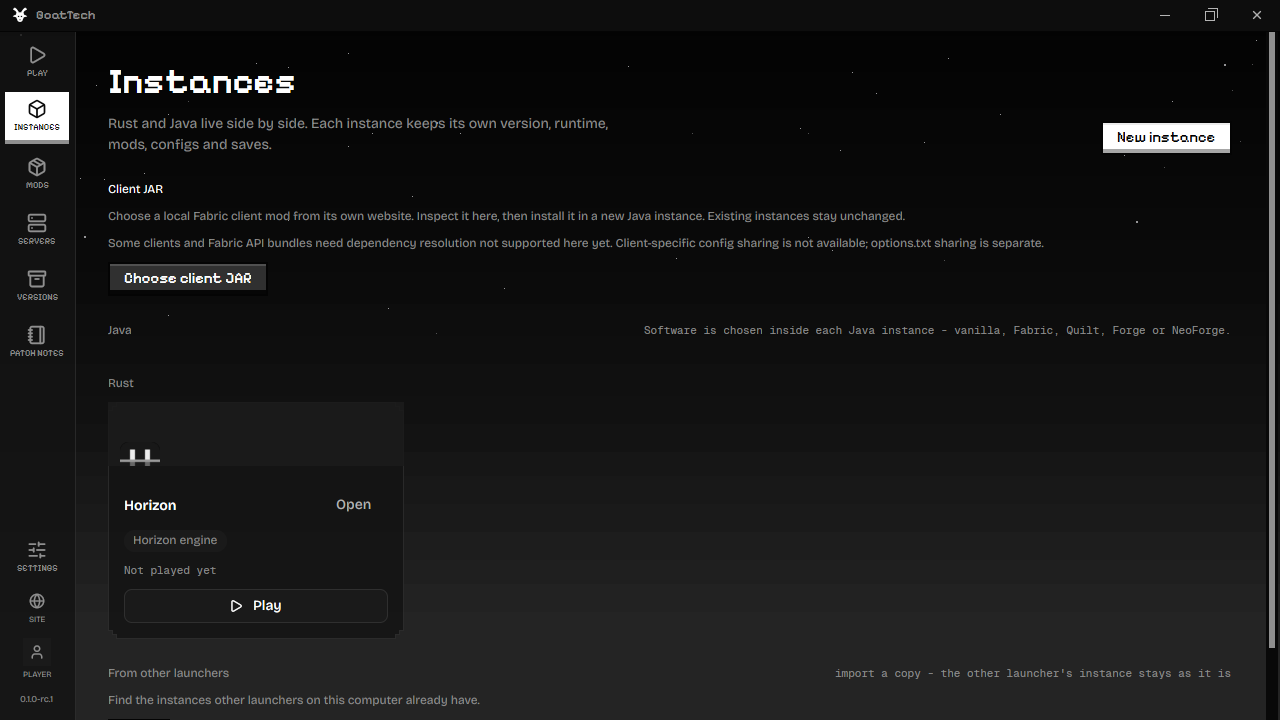 GoatTech
PLAY
INSTANCES
MODS
SERVERS
VERSIONS
PATCH NOTES
SETTINGS
SITE
PLAYER
0.1.0-rc.1
Instances
Rust and Java live side by side. Each instance keeps its own version, runtime,
mods, configs and saves.
New instance
Client JAR
Choose a local Fabric client mod from its own website. Inspect it here, then install it in a new Java instance. Existing instances stay unchanged.
Some clients and Fabric API bundles need dependency resolution not supported here yet. Client-specific config sharing is not available; options.txt sharing is separate.
Choose client JAR
Java
Software is chosen inside each Java instance - vanilla, Fabric, Quilt, Forge or NeoForge.
Rust
Horizon
Open
Horizon engine
Not played yet
Play
From other launchers
import a copy - the other launcher's instance stays as it is
Find the instances other launchers on this computer already have.